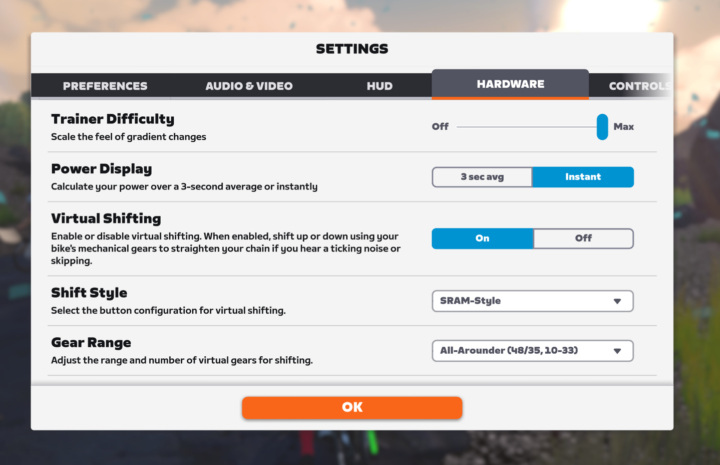 SETTINGS
PREFERENCES AUDIO & VIDEO HUD HARDWARE CONTROLS
Trainer Difficulty
Scale the feel of gradient changes
Off Max
Power Display
Calculate your power over a 3-second average or instantly
3 sec avg Instant
Virtual Shifting
Enable or disable virtual shifting. When enabled, shift up or down using your
bike's mechanical gears to straighten your chain if you hear a ticking noise or
skipping.
On Off
Shift Style
Select the button configuration for virtual shifting.
SRAM-Style
Gear Range
Adjust the range and number of virtual gears for shifting.
All-Arounder (48/35, 10-33)
OK